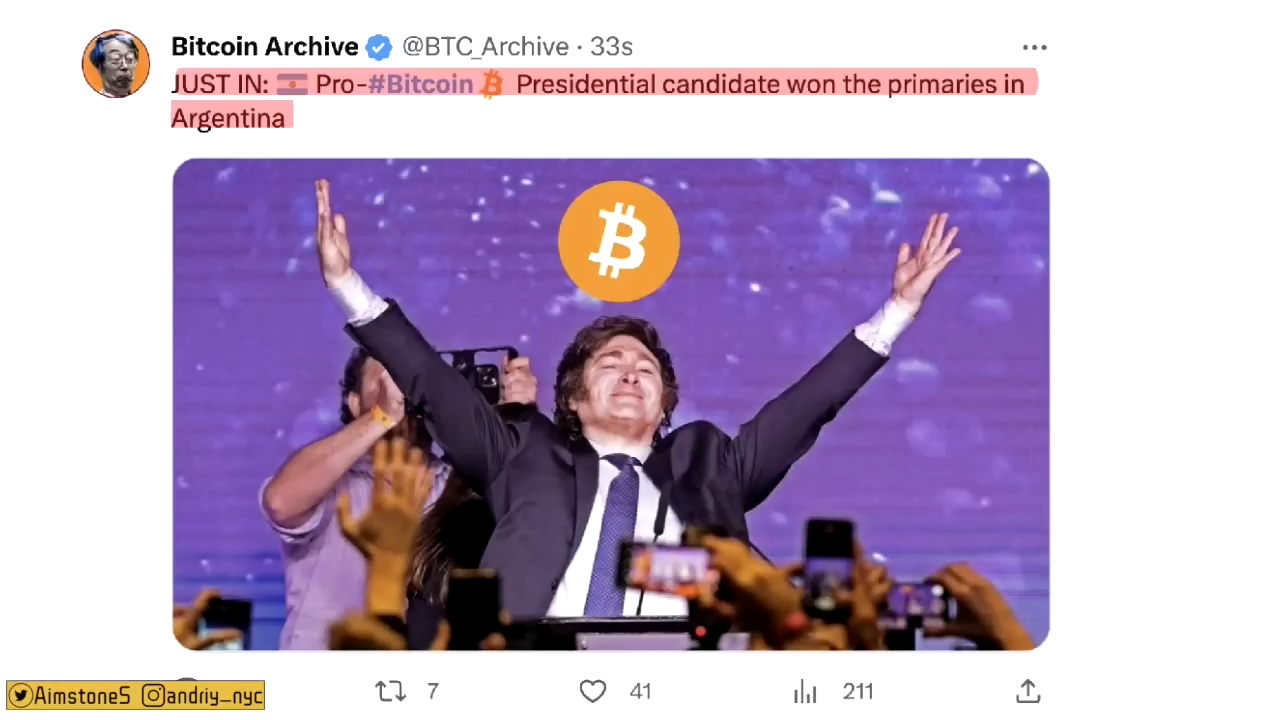 Bitcoin Archive @BTC_Archive · 33s
JUST IN: 🇦🇷 Pro-#Bitcoin Presidential candidate won the primaries in
Argentina
7 41 211
Aimstone5 andriy_nyc